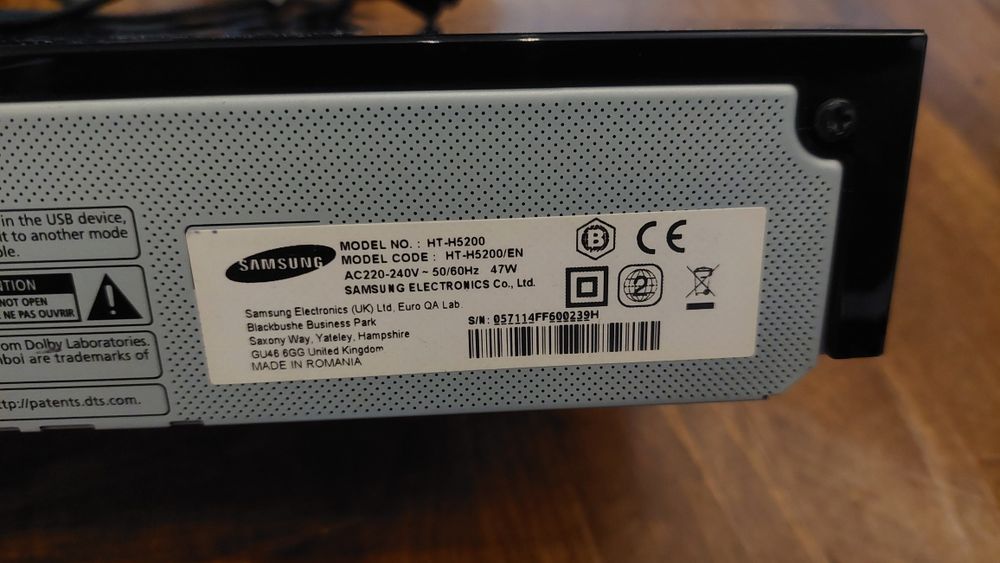 in the USB device,
t to another mode
ble.
NTION
NOT OPEN
NE PAS OUVRIR
om Dolby Laboratories.
mboi are trademarks of
ttp://patents.dts.com.
SAMSUNG
MODEL NO. : HT-H5200
MODEL CODE : HT-H5200/EN
AC220-240V ~ 50/60Hz 47W
SAMSUNG ELECTRONICS Co., Ltd.
Samsung Electronics (UK) Ltd, Euro QA Lab.
Blackbushe Business Park
Saxony Way, Yateley, Hampshire
GU46 6GG United Kingdom
MADE IN ROMANIA
B
CE
2
S/N: 057114FF600239H